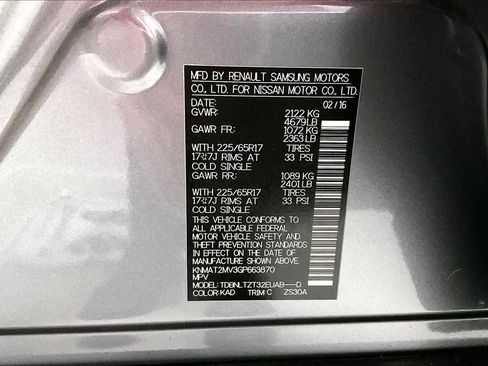 MFD BY RENAULT SAMSUNG MOTORS
CO., LTD. FOR NISSAN MOTOR CO., LTD.
DATE: 02/16
GVWR: 2122 KG
4679LB
GAWR FR: 1072 KG
2363LB
WITH 225/65R17 TIRES
17x7J RIMS AT 33 PSI
COLD SINGLE
GAWR RR: 1089 KG
2401LB
WITH 225/65R17 TIRES
17x7J RIMS AT 33 PSI
COLD SINGLE
THIS VEHICLE CONFORMS TO
ALL APPLICABLE FEDERAL
MOTOR VEHICLE SAFETY AND
THEFT PREVENTION STANDARDS
IN EFFECT ON THE DATE OF
MANUFACTURE SHOWN ABOVE.
KNMAT2MV3GP663870
MPV
MODEL: TDBNLTZT32EUAB---D
COLOR: KAD TRIM: C ZS30A